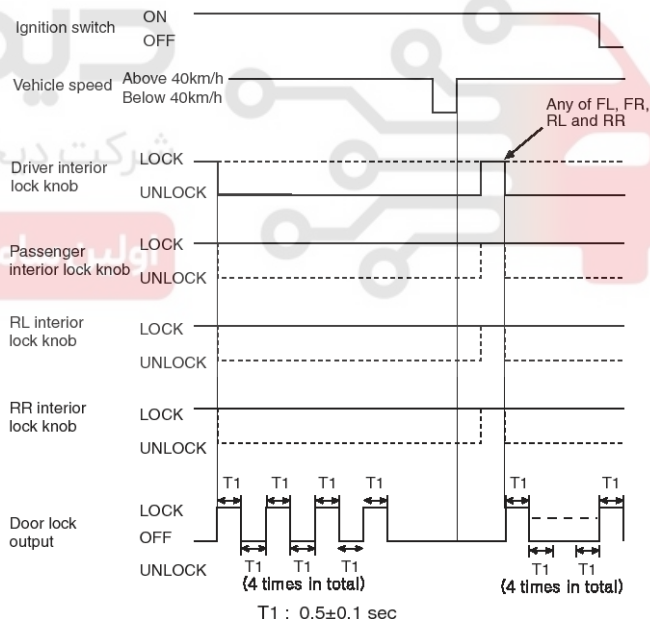 Ignition switch
ON
OFF
Vehicle speed
Above 40km/h
Below 40km/h
Any of FL, FR,
RL and RR
Driver interior
lock knob
LOCK
UNLOCK
Passenger
interior lock knob
LOCK
UNLOCK
RL interior
lock knob
LOCK
UNLOCK
RR interior
lock knob
LOCK
UNLOCK
T1 T1 T1 T1 T1 T1
Door lock
output
LOCK
OFF
UNLOCK
T1 T1 T1 T1 T1
(4 times in total) (4 times in total)
T1 : 0.5±0.1 sec
شرکت
اولین